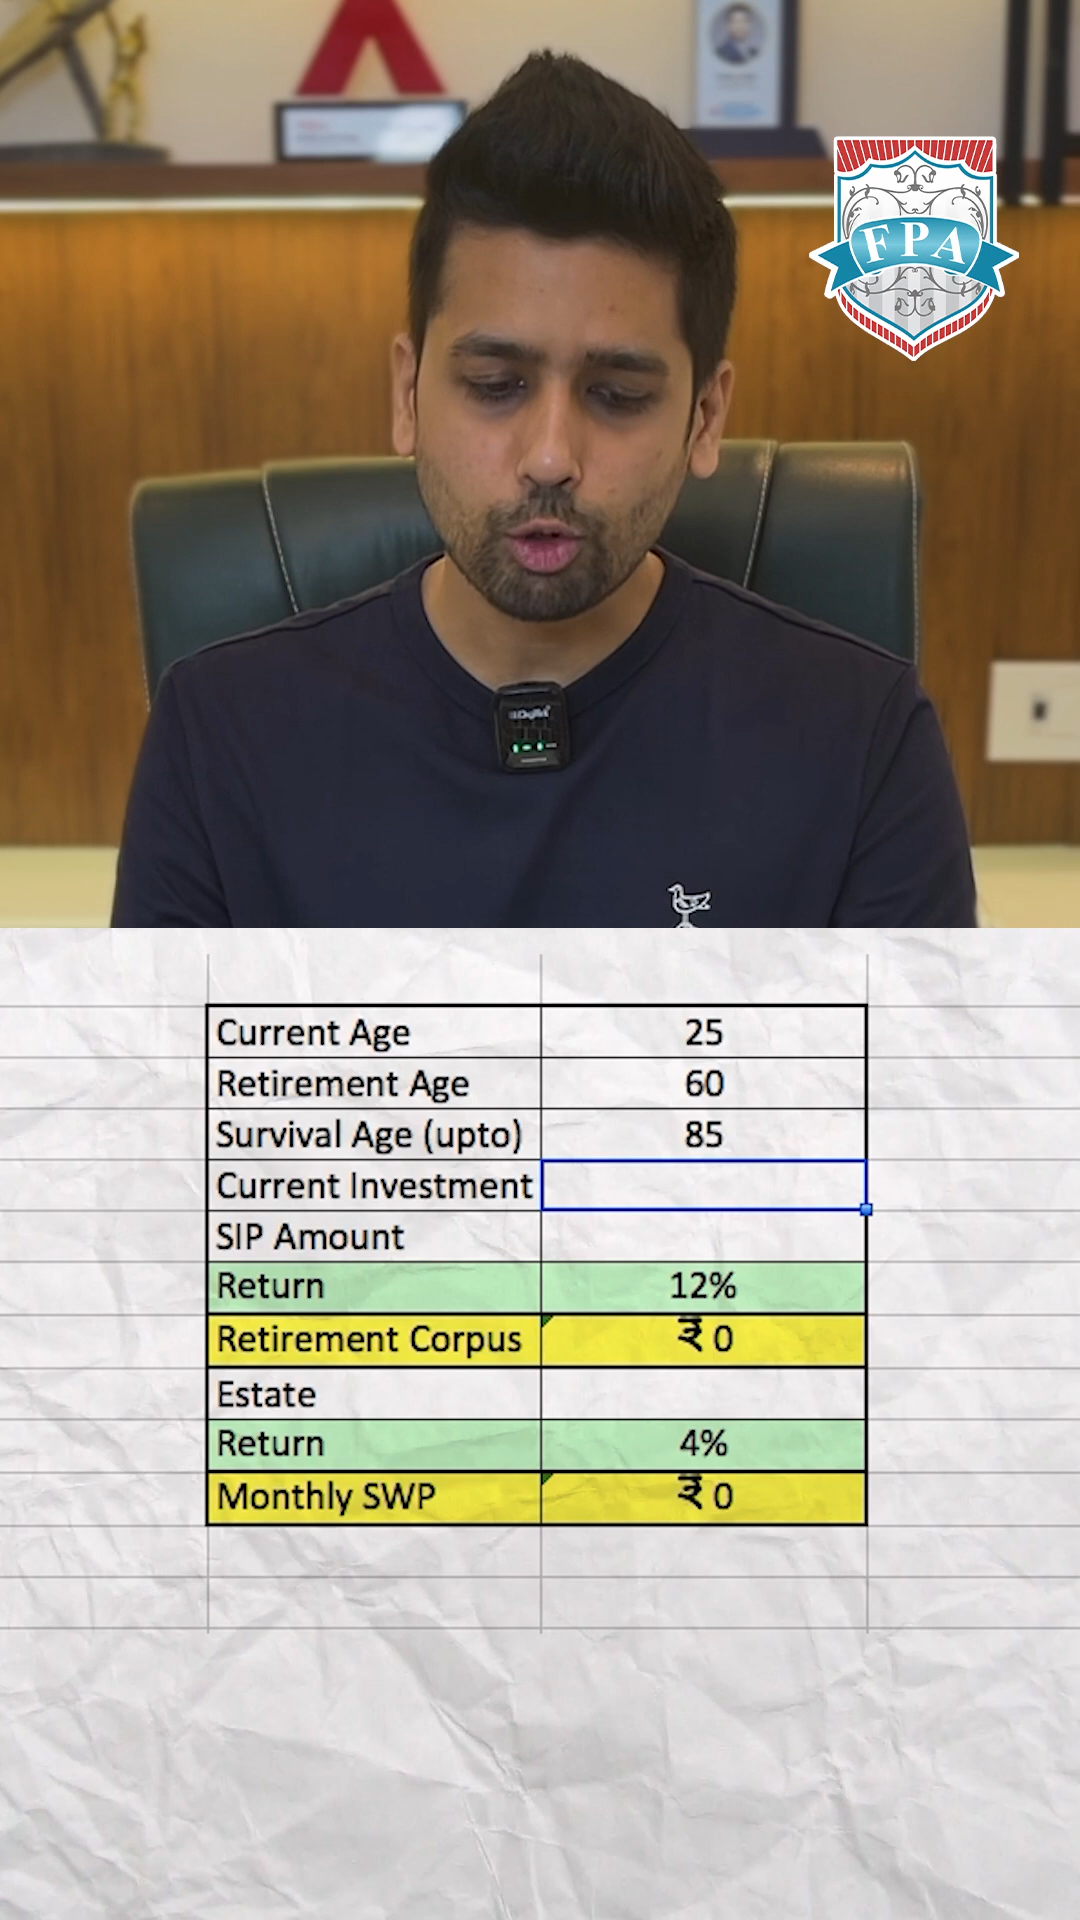 FPA
Current Age 25
Retirement Age 60
Survival Age (upto) 85
Current Investment
SIP Amount
Return 12%
Retirement Corpus ₹ 0
Estate
Return 4%
Monthly SWP ₹ 0